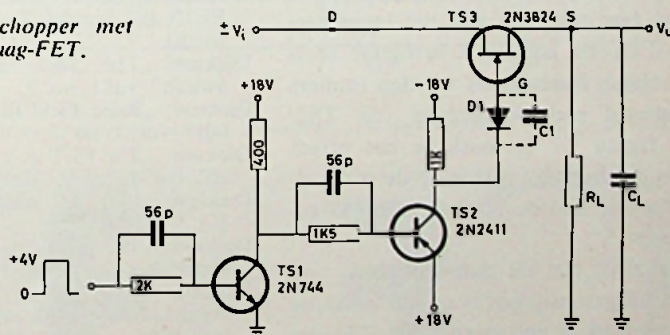 chopper met
ag-FET.
± Vi
D
TS3
2N3824
S
Vu
+18V
-18V
G
D1
C1
400
1K
56p
56p
1K5
TS2
2N2411
RL
CL
+4V
0
2K
TS1
2N744
+18V